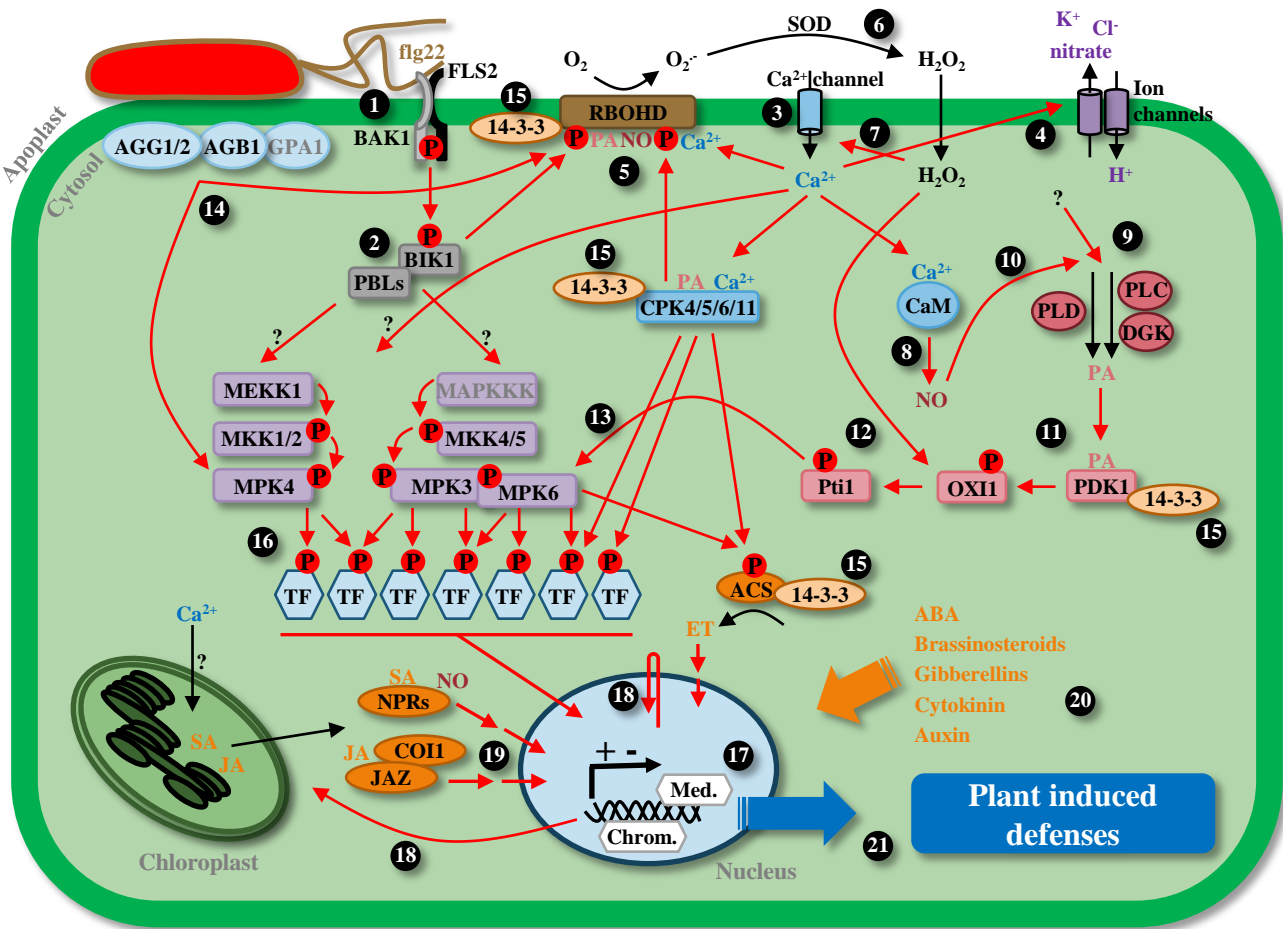 K⁺
Cl⁻
nitrate
SOD
6
flg22
FLS2
O₂
O₂·⁻
H₂O₂
Ca²⁺ channel
Ion
channels
Apoplast
Cytosol
1
BAK1
P
15
14-3-3
RBOHD
P
PA
NO
P
Ca²⁺
5
3
7
4
AGG1/2
AGB1
GPA1
Ca²⁺
H₂O₂
H⁺
14
2
P
BIK1
PBLs
?
9
15
14-3-3
PA
Ca²⁺
CPK4/5/6/11
Ca²⁺
CaM
10
PLD
PLC
DGK
?
?
?
8
NO
PA
MEKK1
MAPKKK
MKK1/2
P
P
MKK4/5
13
12
11
MPK4
P
P
MPK3
P
MPK6
P
Pti1
P
OXI1
PA
PDK1
14-3-3
15
16
P
P
P
P
P
P
P
TF
TF
TF
TF
TF
TF
TF
P
ACS
15
14-3-3
Ca²⁺
?
ET
ABA
Brassinosteroids
Gibberellins
Cytokinin
Auxin
20
SA
NO
NPRs
18
SA
JA
JA
COI1
JAZ
19
+ -
17
Med.
Chrom.
Plant induced
defenses
Chloroplast
18
Nucleus
21